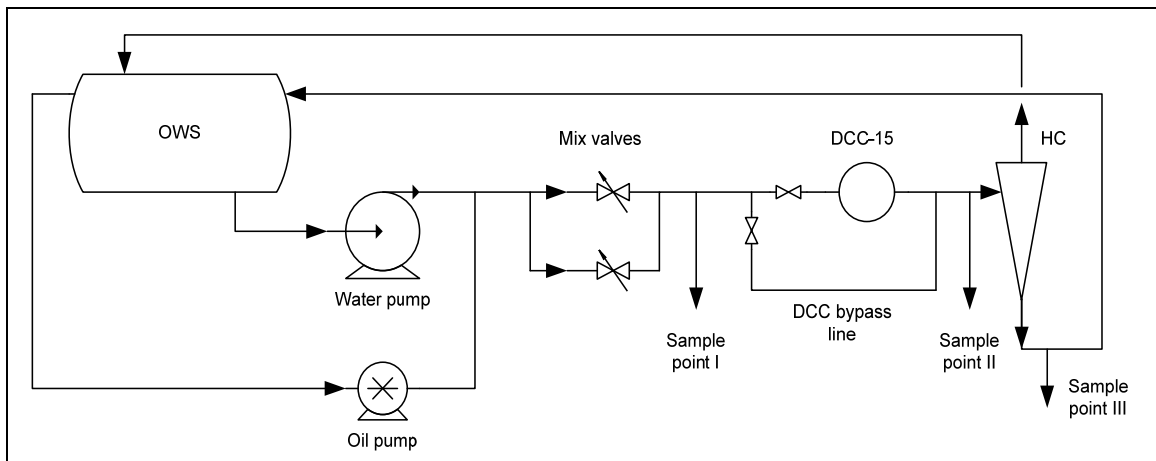 OWS
Mix valves
DCC-15
HC
Water pump
Sample
point I
DCC bypass
line
Sample
point II
Sample
point III
Oil pump